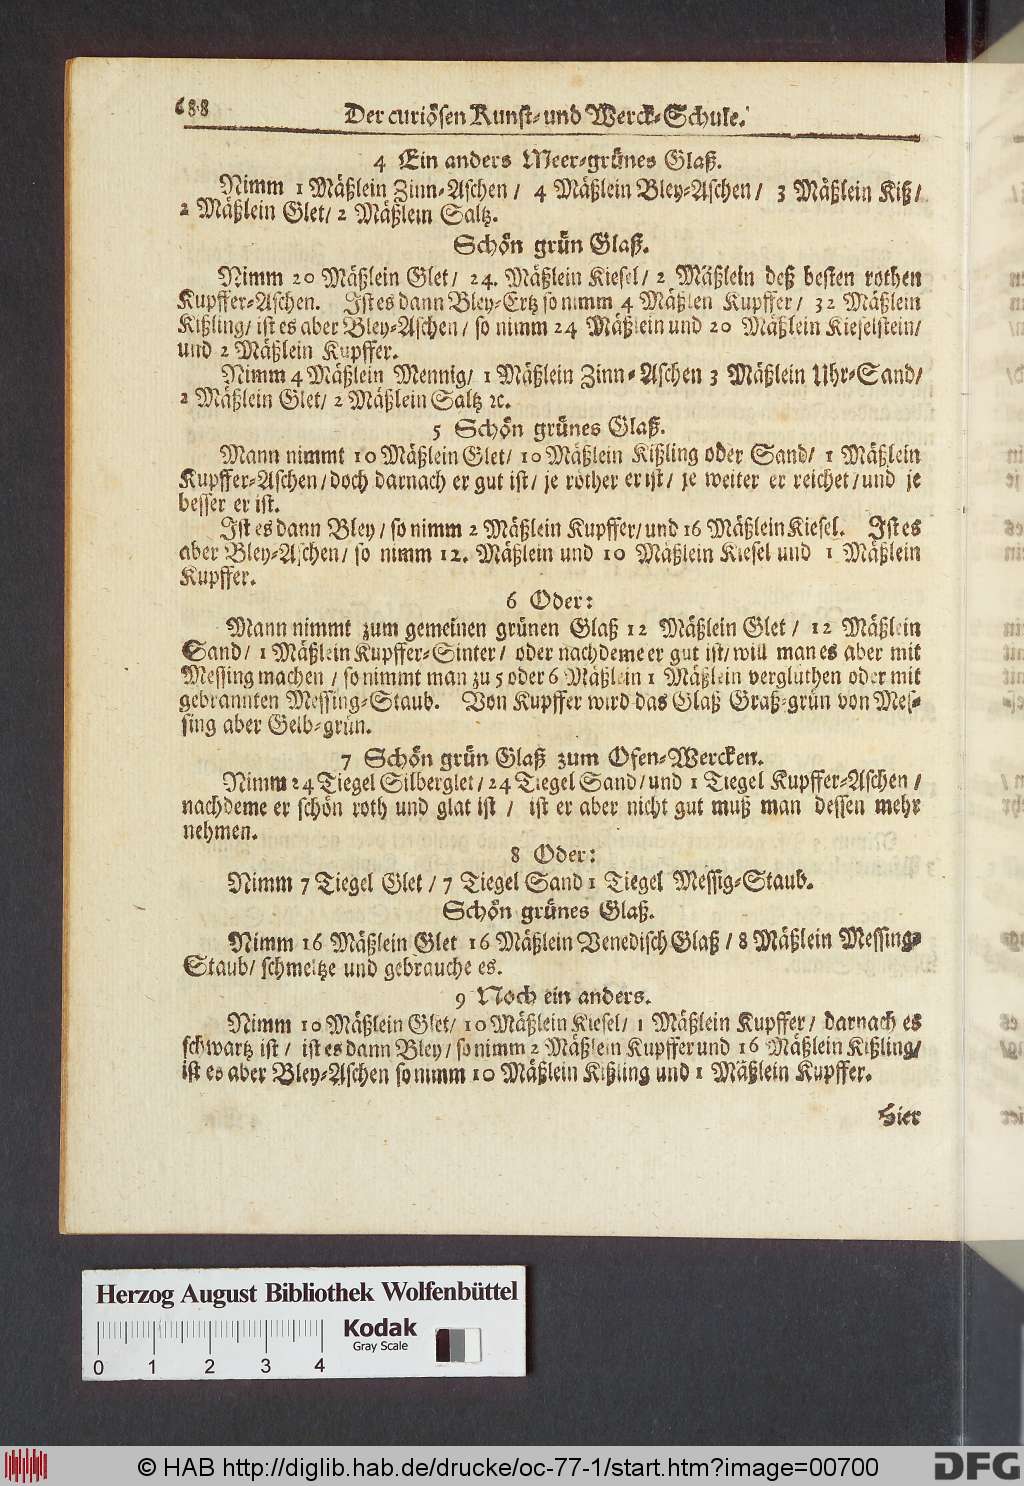 688
Der curiösen Kunst- und Werck-Schule.
4 Ein anders Meer-grünes Glaß.
Nimm 1 Mäßlein Zinn-Aschen / 4 Mäßlein Bley-Aschen / 3 Mäßlein Kiß /
2 Mäßlein Glet / 2 Mäßlein Saltz.
Schön grün Glaß.
Nimm 20 Mäßlein Glet / 24. Mäßlein Kiesel / 2 Mäßlein deß besten rothen
Kupffer-Aschen. Ist es dann Bley-Ertz so nimm 4 Mäßlen Kupffer / 32 Mäßlein
Kißling / ist es aber Bley-Aschen / so nimm 24 Mäßlein und 20 Mäßlein Kieselstein /
und 2 Mäßlein Kupffer.
Nimm 4 Mäßlein Mennig / 1 Mäßlein Zinn-Aschen 3 Mäßlein Uhr-Sand /
2 Mäßlein Glet / 2 Mäßlein Saltz ꝛc.
5 Schön grünes Glaß.
Mann nimmt 10 Mäßlein Glet / 10 Mäßlein Kißling oder Sand / 1 Mäßlein
Kupffer-Aschen / doch darnach er gut ist / je röther er ist / je weiter er reichet / und je
besser er ist.
Ist es dann Bley / so nimm 2 Mäßlein Kupffer / und 16 Mäßlein Kiesel. Ist es
aber Bley-Aschen / so nimm 12. Mäßlein und 10 Mäßlein Kiesel und 1 Mäßlein
Kupffer.
6 Oder:
Mann nimmt zum gemeinen grünen Glaß 12 Mäßlein Glet / 12 Mäßlein
Sand / 1 Mäßlein Kupffer-Sinter / oder nachdeme er gut ist / will man es aber mit
Messing machen / so nimmt man zu 5 oder 6 Mäßlein 1 Mäßlein verglüthen oder mit
gebrannten Messing-Staub. Von Kupffer wird das Glaß Graß-grün von Mes-
sing aber Gelb-grün.
7 Schön grün Glaß zum Ofen-Wercken.
Nimm 24 Tiegel Silberglet / 24 Tiegel Sand / und 1 Tiegel Kupffer-Aschen /
nachdeme er schön roth und glat ist / ist er aber nicht gut muß man dessen mehr
nehmen.
8 Oder:
Nimm 7 Tiegel Glet / 7 Tiegel Sand 1 Tiegel Messig-Staub.
Schön grünes Glaß.
Nimm 16 Mäßlein Glet 16 Mäßlein Venedisch Glaß / 8 Mäßlein Messing-
Staub / schmeltze und gebrauche es.
9 Noch ein anders.
Nimm 10 Mäßlein Glet / 10 Mäßlein Kiesel / 1 Mäßlein Kupffer / darnach es
schwartz ist / ist es dann Bley / so nimm 2 Mäßlein Kupffer und 16 Mäßlein Kißling /
ist es aber Bley-Aschen so nimm 10 Mäßlein Kißling und 1 Mäßlein Kupffer.
Hier
Herzog August Bibliothek Wolfenbüttel
Kodak
Gray Scale
0 1 2 3 4
© HAB http://diglib.hab.de/drucke/oc-77-1/start.htm?image=00700
DFG